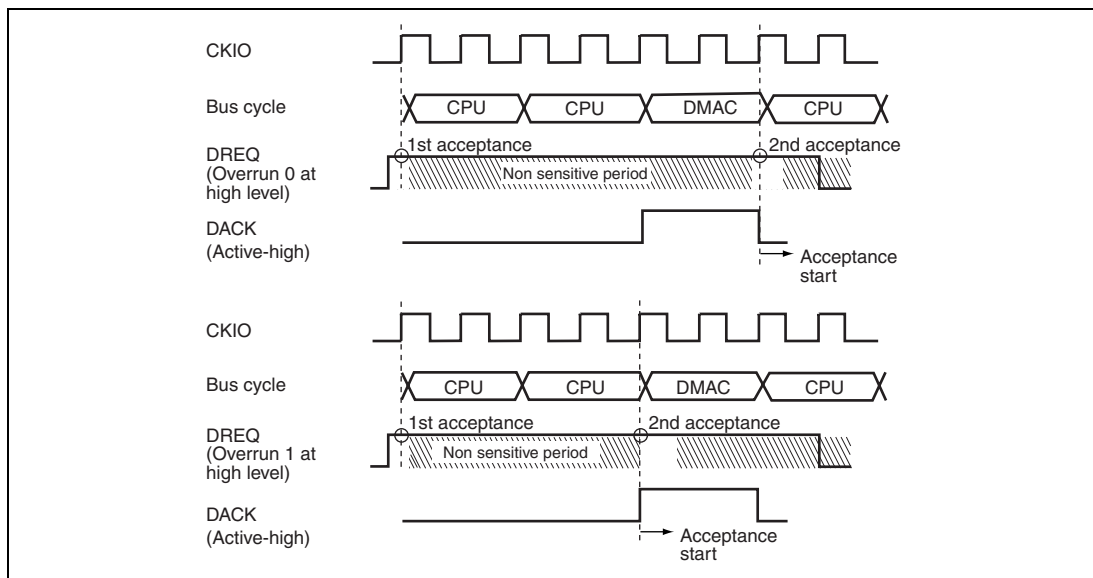 CKIO
Bus cycle
CPU CPU DMAC CPU
DREQ
(Overrun 0 at
high level)
1st acceptance 2nd acceptance
Non sensitive period
DACK
(Active-high)
Acceptance
start
CKIO
Bus cycle
CPU CPU DMAC CPU
DREQ
(Overrun 1 at
high level)
1st acceptance 2nd acceptance
Non sensitive period
DACK
(Active-high)
Acceptance
start